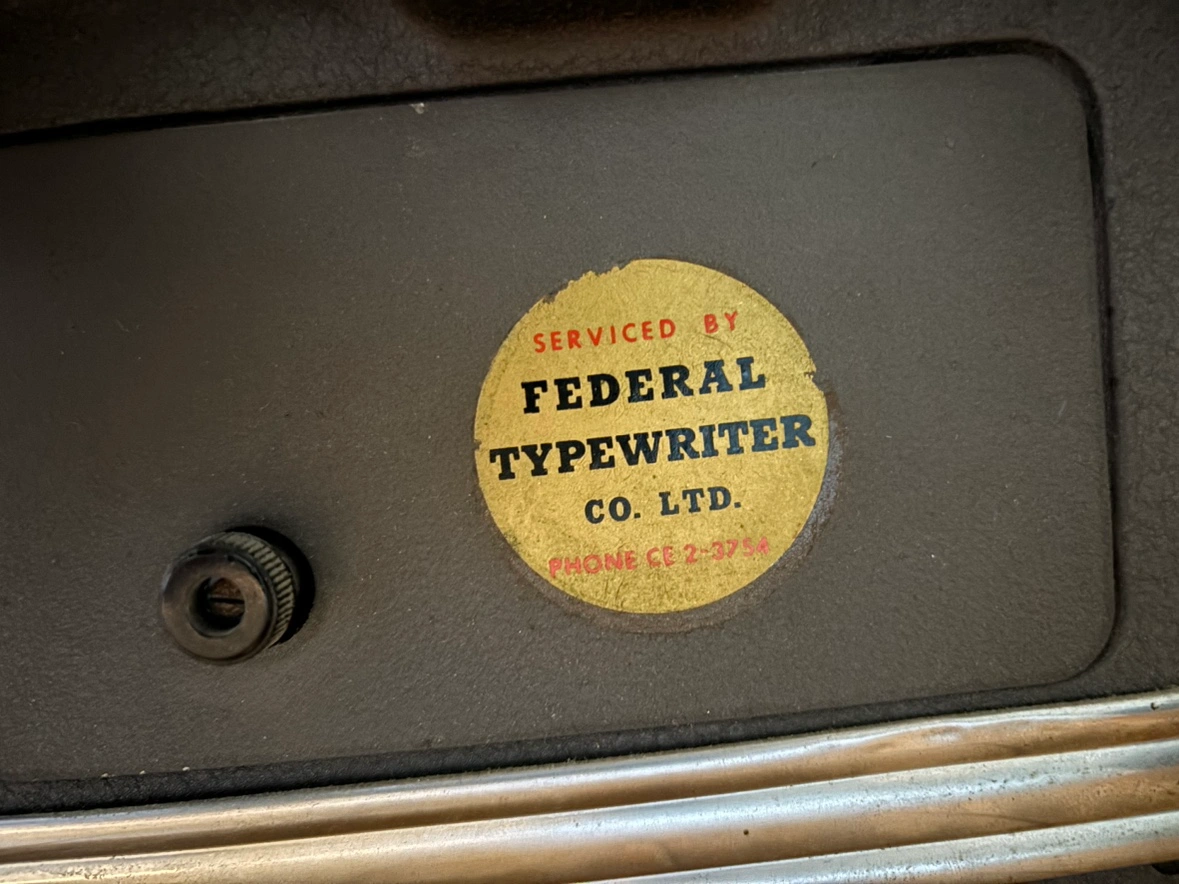 SERVICED BY
FEDERAL
TYPEWRITER
CO. LTD.
PHONE CE 2-3754